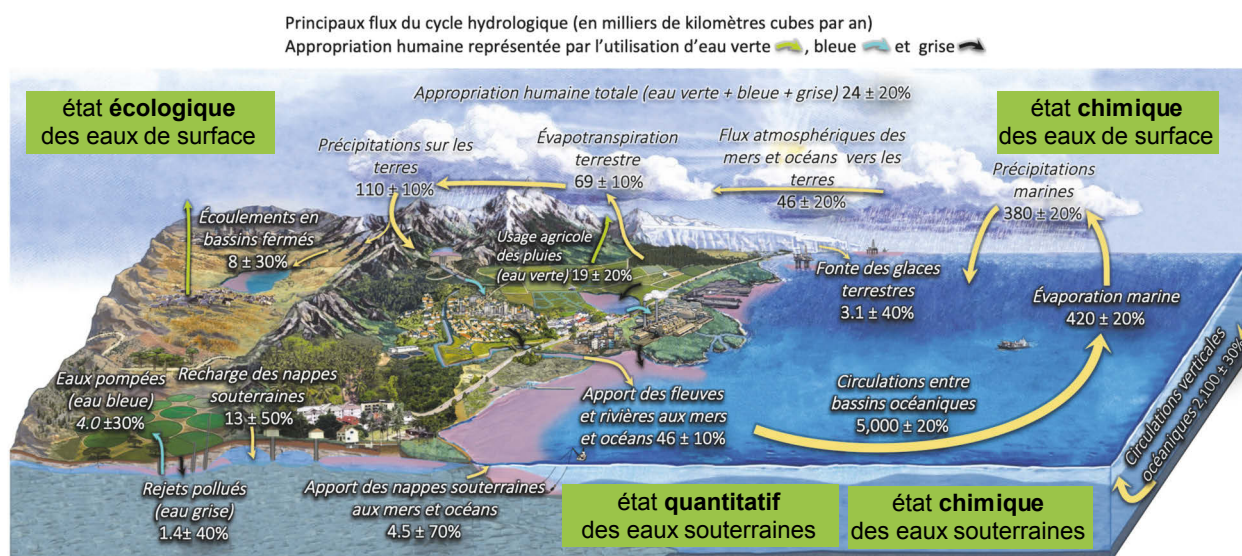 Principaux flux du cycle hydrologique (en milliers de kilomètres cubes par an)
Appropriation humaine représentée par l'utilisation d'eau verte , bleue et grise
état écologique
des eaux de surface
Appropriation humaine totale (eau verte + bleue + grise) 24 ± 20%
état chimique
des eaux de surface
Précipitations sur les
terres
110 ± 10%
Évapotranspiration
terrestre
69 ± 10%
Flux atmosphériques des
mers et océans vers les
terres
46 ± 20%
Précipitations
marines
380 ± 20%
Écoulements en
bassins fermés
8 ± 30%
Usage agricole
des pluies
(eau verte) 19 ± 20%
Fonte des glaces
terrestres
3.1 ± 40%
Évaporation marine
420 ± 20%
Eaux pompées
(eau bleue)
4.0 ±30%
Recharge des nappes
souterraines
13 ± 50%
Apport des fleuves
et rivières aux mers
et océans 46 ± 10%
Circulations entre
bassins océaniques
5,000 ± 20%
Circulations verticales
océaniques 2,100 ± 30%
Rejets pollués
(eau grise)
1.4± 40%
Apport des nappes souterraines
aux mers et océans
4.5 ± 70%
état quantitatif
des eaux souterraines
état chimique
des eaux souterraines